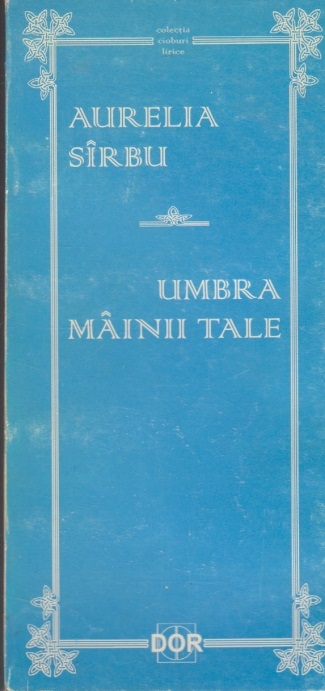 colecția
cioburi
lirice
AURELIA
SÎRBU
UMBRA
MÂINII TALE
DOR